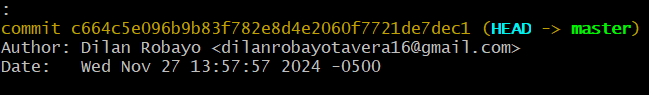 :
commit c664c5e096b9b83f782e8d4e2060f7721de7dec1 (HEAD -> master)
Author: Dilan Robayo <dilanrobayotavera16@gmail.com>
Date:   Wed Nov 27 13:57:57 2024 -0500